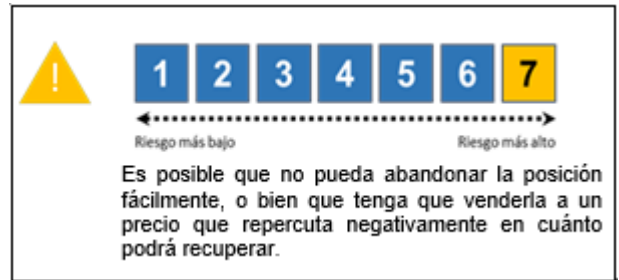 !
1 2 3 4 5 6 7
Riesgo más bajo Riesgo más alto
Es posible que no pueda abandonar la posición
fácilmente, o bien que tenga que venderla a un
precio que repercuta negativamente en cuánto
podrá recuperar.